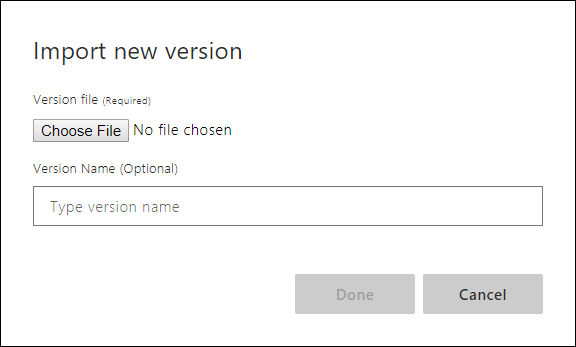 Import new version
Version file (Required)
Choose File No file chosen
Version Name (Optional)
Type version name
Done Cancel